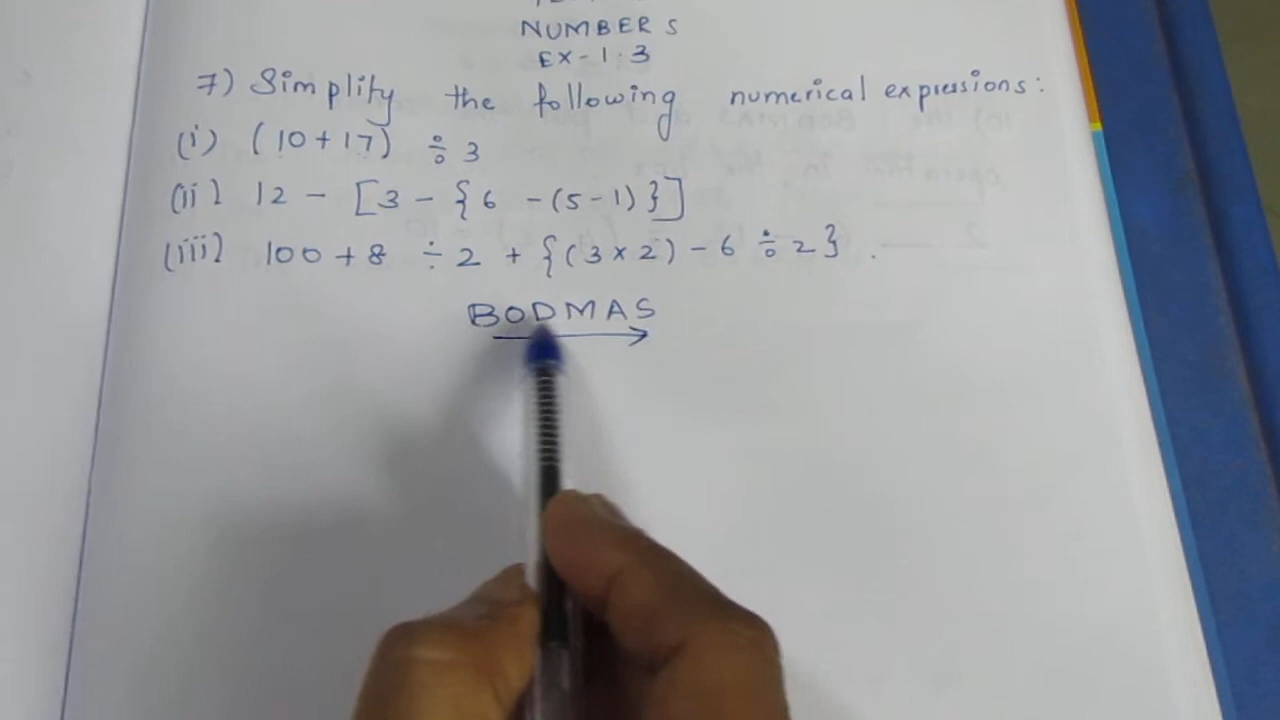 NUMBERS
EX-1.3
7) Simplify the following numerical expressions:
(i) (10+17) ÷ 3
(ii) 12 - [3 - {6 - (5-1)}]
(iii) 100 + 8 ÷ 2 + {(3 × 2) - 6 ÷ 2} .
BODMAS